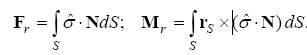 F_r = ∫_S σ̂·N dS; M_r = ∫_S r_S × (σ̂·N) dS.